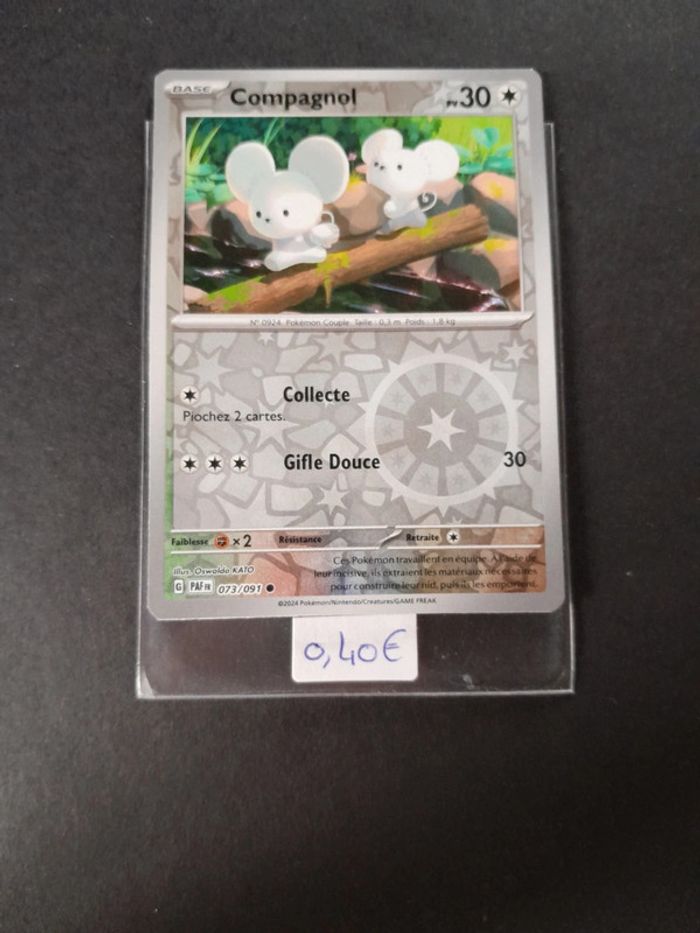 BASE Compagnol PV 30
N° 0924 Pokémon Couple Taille : 0,3 m Poids : 1,8 kg
Collecte
Piochez 2 cartes.
Gifle Douce 30
Faiblesse ×2 Résistance Retraite
Illus. Oswaldo KATO
Ces Pokémon travaillent en équipe. À l'aide de
leur incisive, ils extraient les matériaux nécessaires
pour construire leur nid, puis ils les emportent.
G PAF FR 073/091
©2024 Pokémon/Nintendo/Creatures/GAME FREAK
0,40€